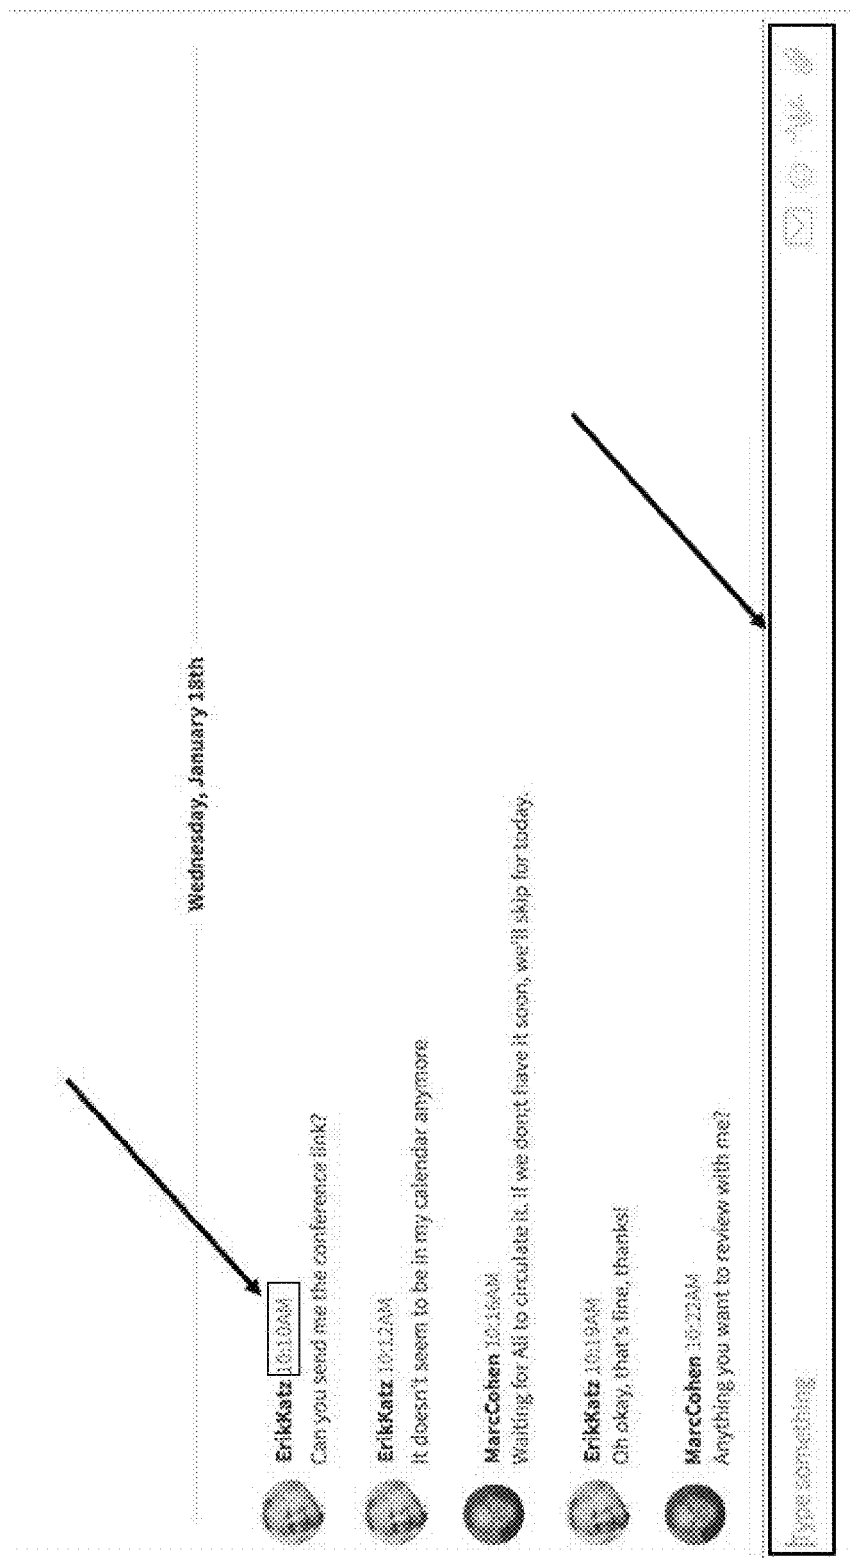 Wednesday, January 18th
ErikKatz 10:10AM
Can you send me the conference link?
ErikKatz 10:12AM
It doesn't seem to be in my calendar anymore
MarcCohen 10:16AM
Waiting for Ali to circulate it. If we don't have it soon, we'll skip for today.
ErikKatz 10:19AM
Oh okay, that's fine, thanks!
MarcCohen 10:22AM
Anything you want to review with me?
Type something